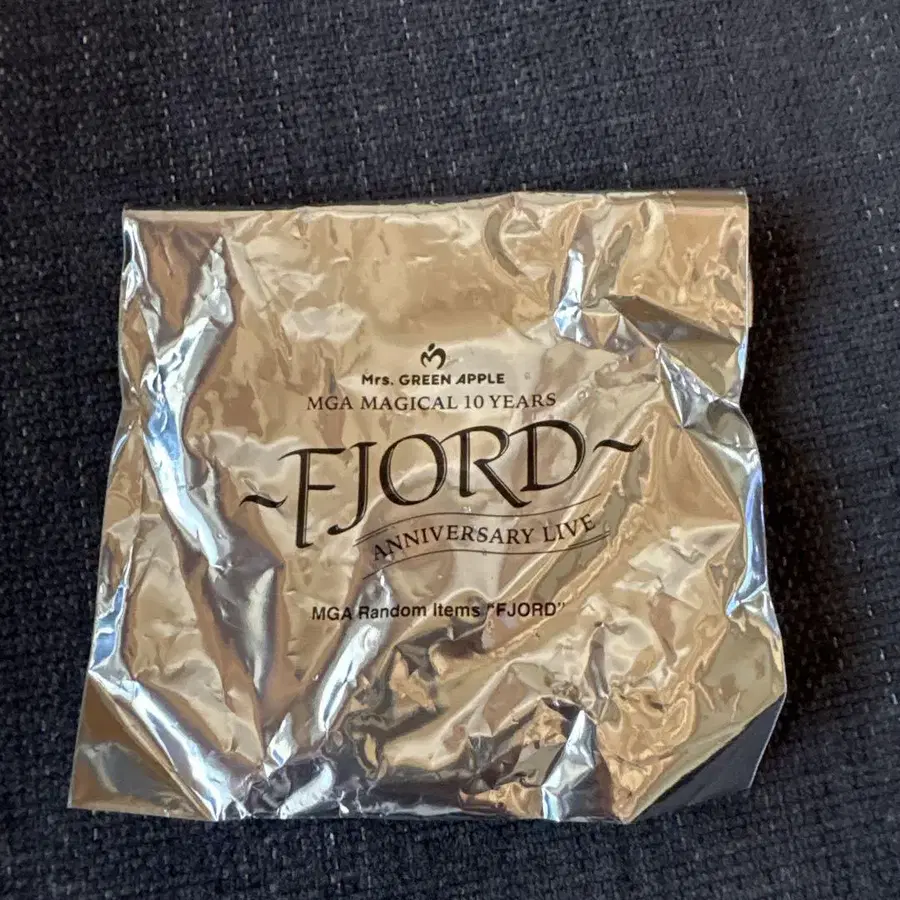 Mrs. GREEN APPLE
MGA MAGICAL 10 YEARS
~FJORD~
ANNIVERSARY LIVE
MGA Random Items "FJORD"